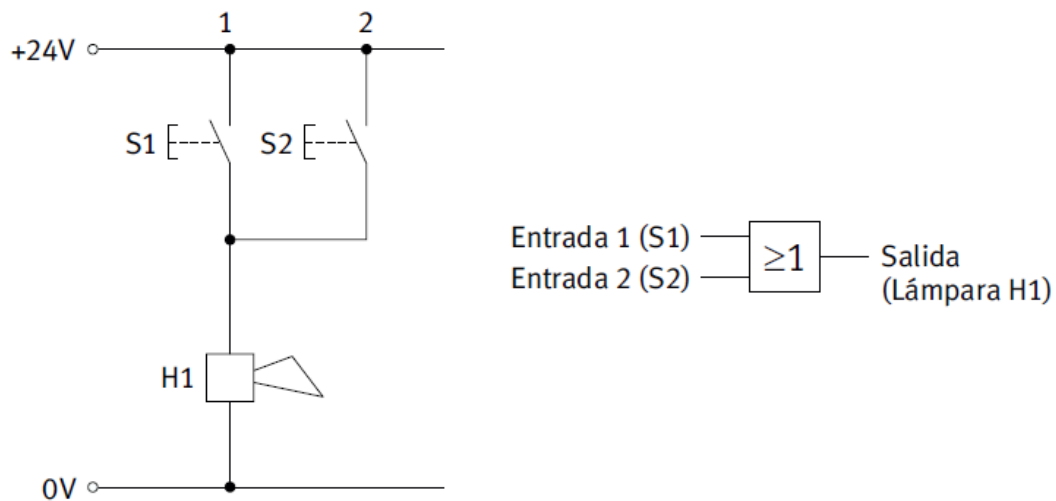 1
2
+24V
S1
S2
H1
0V
Entrada 1 (S1)
Entrada 2 (S2)
≥1
Salida
(Lámpara H1)